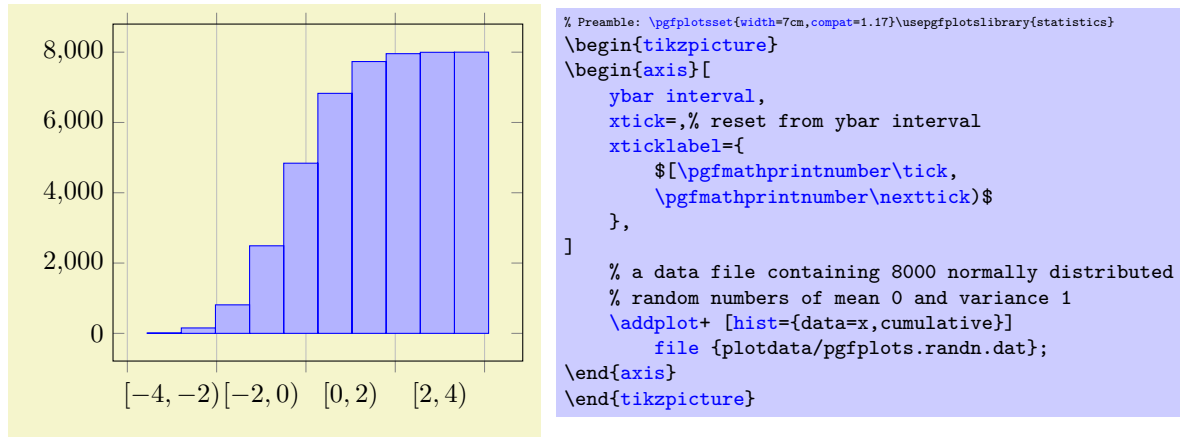 8,000
6,000
4,000
2,000
0
[−4, −2) [−2, 0) [0, 2) [2, 4)
% Preamble: \pgfplotsset{width=7cm,compat=1.17}\usepgfplotslibrary{statistics}
\begin{tikzpicture}
\begin{axis}[
    ybar interval,
    xtick=,% reset from ybar interval
    xticklabel={
        $[\pgfmathprintnumber\tick,
        \pgfmathprintnumber\nexttick)$
    },
]
    % a data file containing 8000 normally distributed
    % random numbers of mean 0 and variance 1
    \addplot+ [hist={data=x,cumulative}]
        file {plotdata/pgfplots.randn.dat};
\end{axis}
\end{tikzpicture}